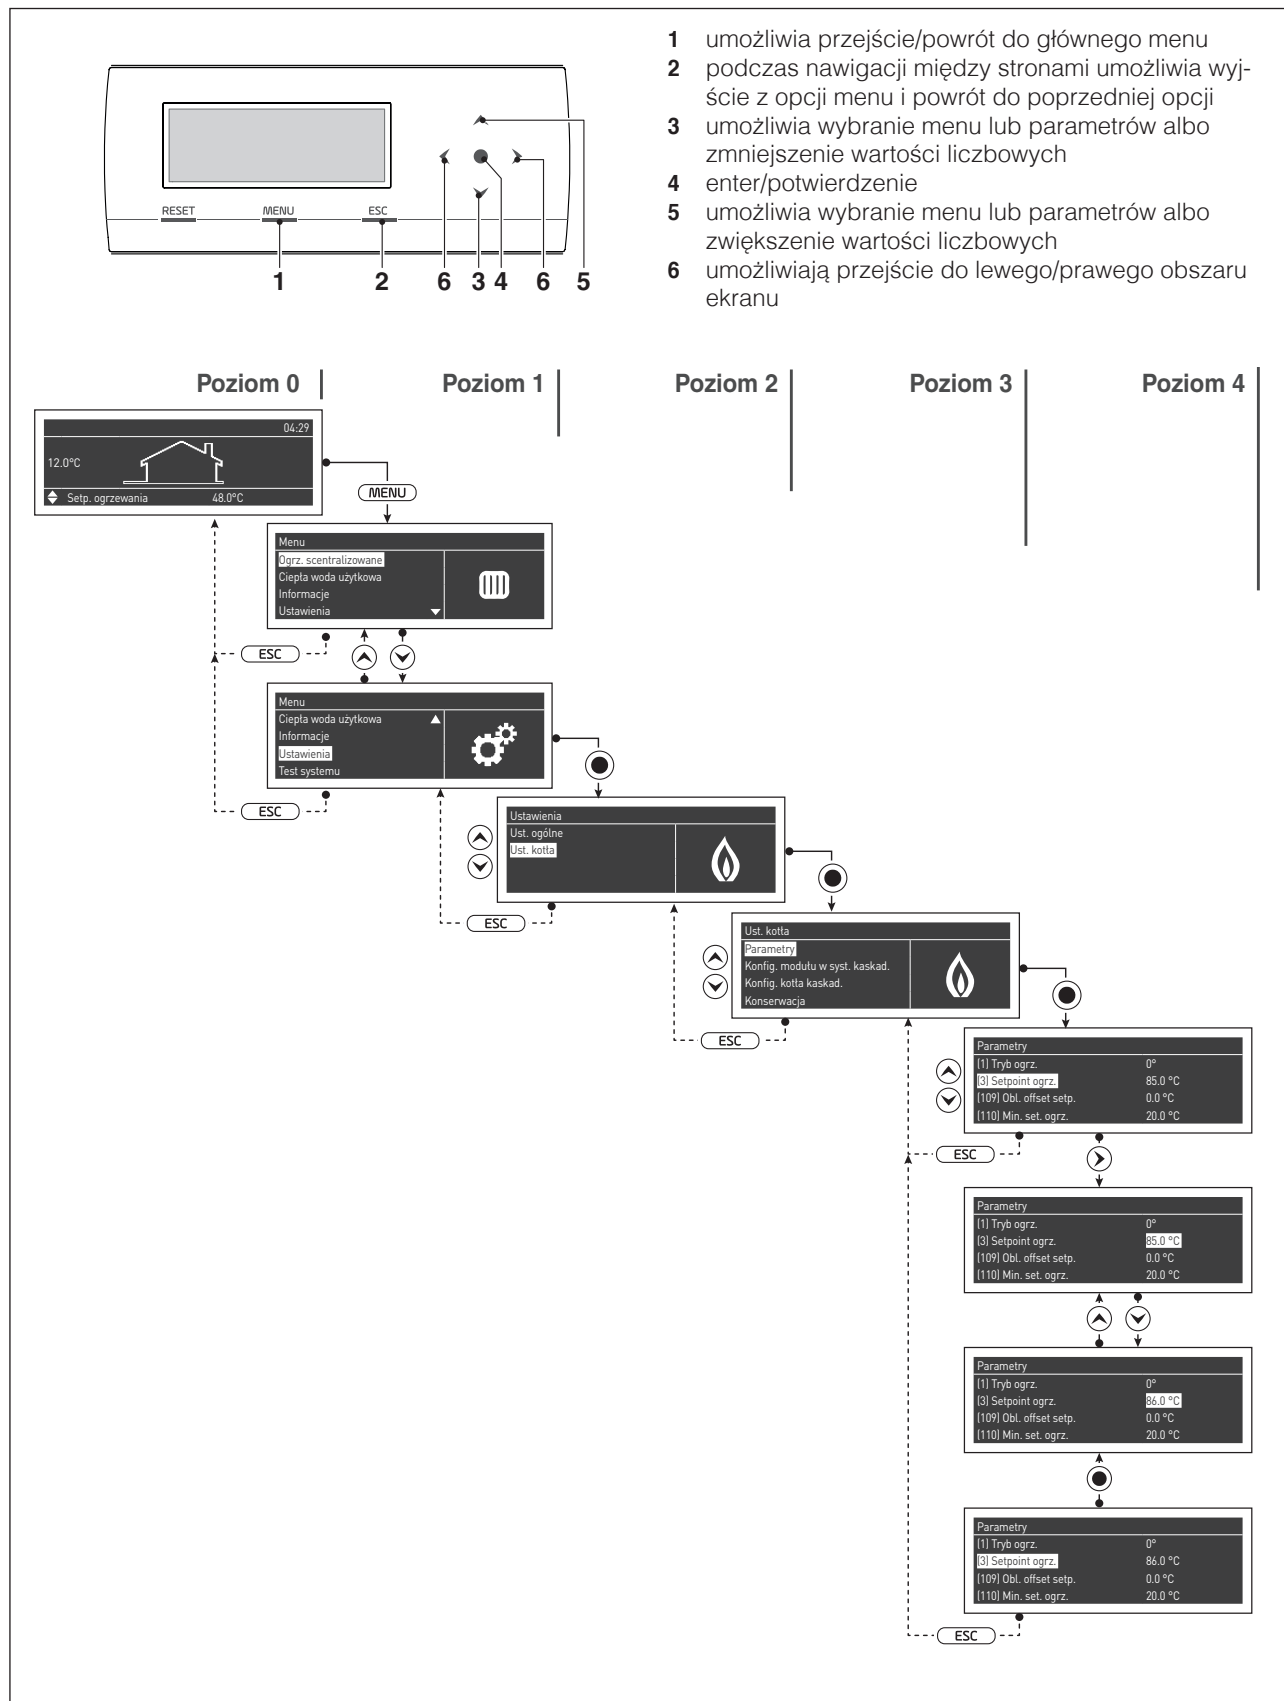 1 umożliwia przejście/powrót do głównego menu
2 podczas nawigacji między stronami umożliwia wyj-
ście z opcji menu i powrót do poprzedniej opcji
3 umożliwia wybranie menu lub parametrów albo
zmniejszenie wartości liczbowych
4 enter/potwierdzenie
5 umożliwia wybranie menu lub parametrów albo
zwiększenie wartości liczbowych
6 umożliwiają przejście do lewego/prawego obszaru
ekranu
RESET MENU ESC
1 2 6 3 4 6 5
Poziom 0 Poziom 1 Poziom 2 Poziom 3 Poziom 4
04:29
12.0°C
Setp. ogrzewania 48.0°C
MENU
Menu
Ogrz. scentralizowane
Ciepła woda użytkowa
Informacje
Ustawienia
ESC
Menu
Ciepła woda użytkowa
Informacje
Ustawienia
Test systemu
ESC
Ustawienia
Ust. ogólne
Ust. kotła
ESC
Ust. kotła
Parametry
Konfig. modułu w syst. kaskad.
Konfig. kotła kaskad.
Konserwacja
ESC
Parametry
(1) Tryb ogrz. 0°
(3) Setpoint ogrz. 85.0 °C
(109) Obl. offset setp. 0.0 °C
(110) Min. set. ogrz. 20.0 °C
ESC
Parametry
(1) Tryb ogrz. 0°
(3) Setpoint ogrz. 85.0 °C
(109) Obl. offset setp. 0.0 °C
(110) Min. set. ogrz. 20.0 °C
Parametry
(1) Tryb ogrz. 0°
(3) Setpoint ogrz. 86.0 °C
(109) Obl. offset setp. 0.0 °C
(110) Min. set. ogrz. 20.0 °C
Parametry
(1) Tryb ogrz. 0°
(3) Setpoint ogrz. 86.0 °C
(109) Obl. offset setp. 0.0 °C
(110) Min. set. ogrz. 20.0 °C
ESC